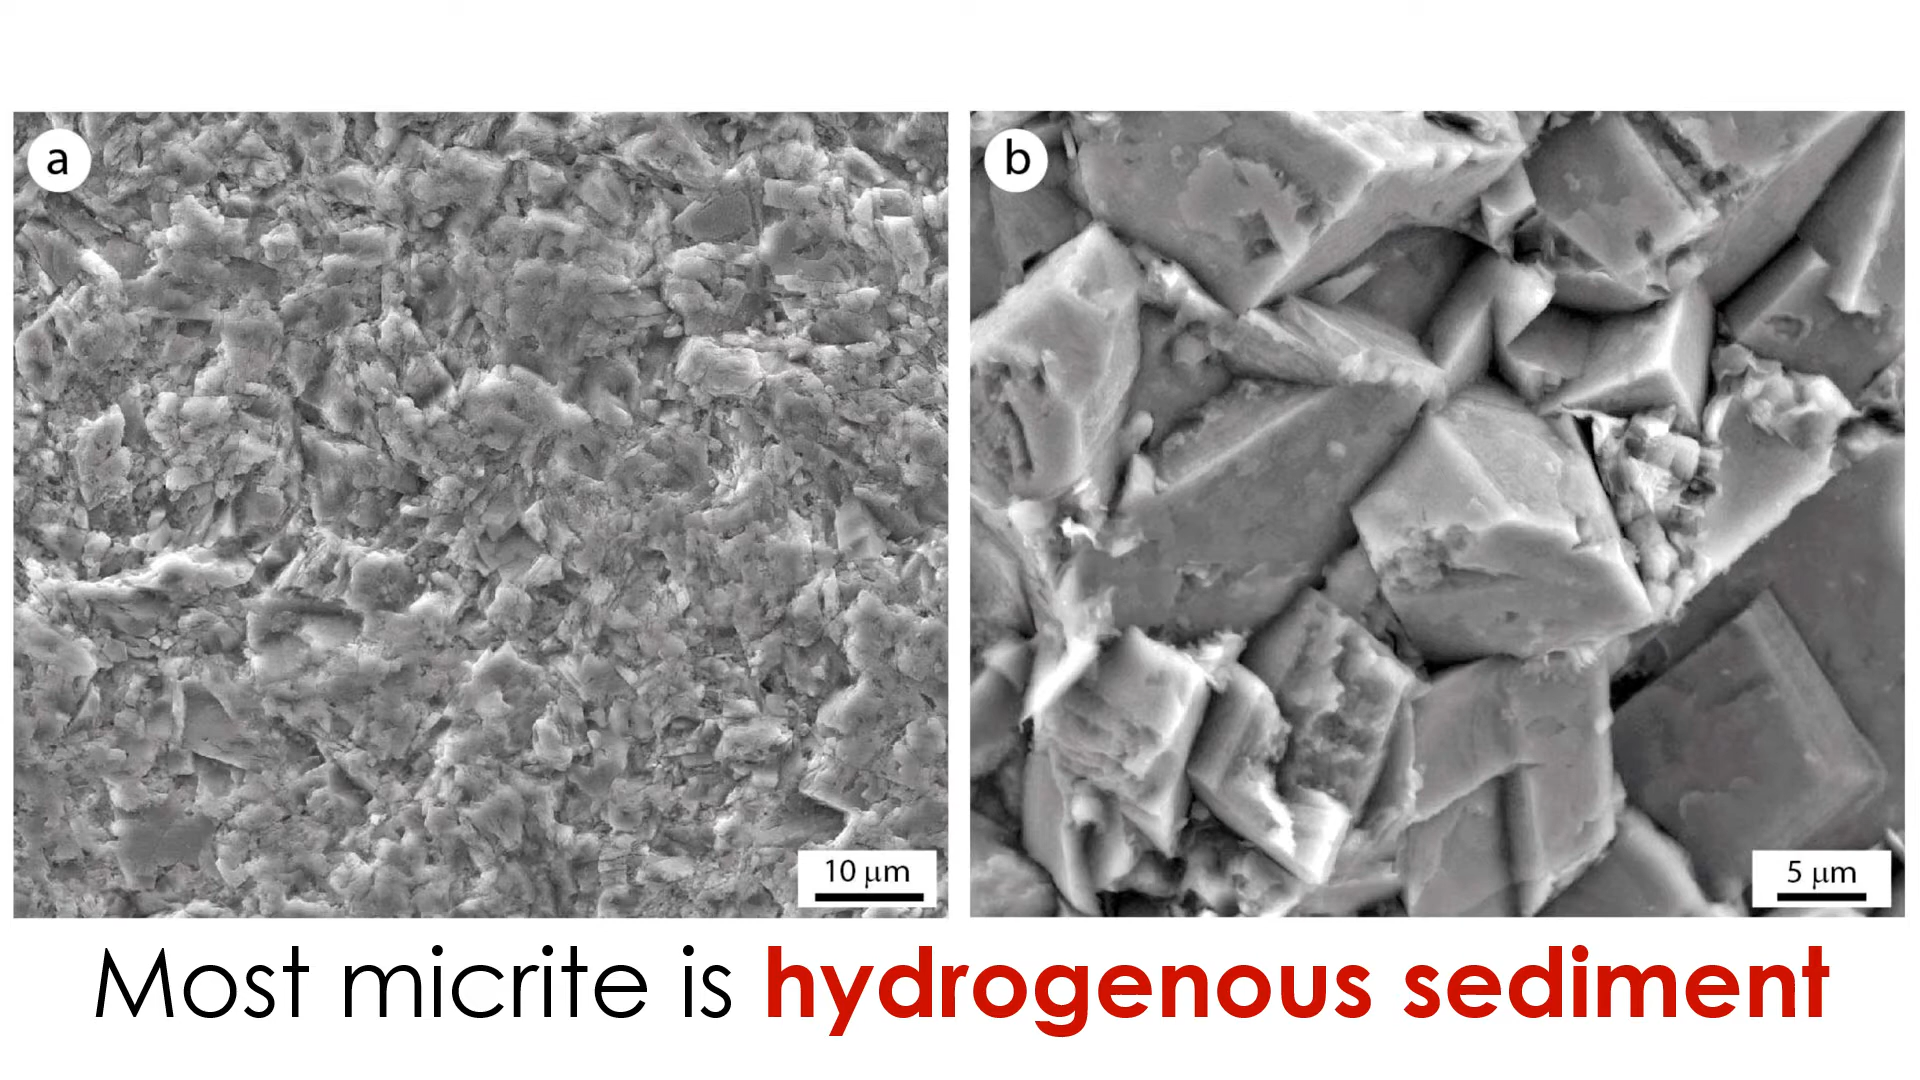 a
b
10 μm
5 μm
Most micrite is hydrogenous sediment